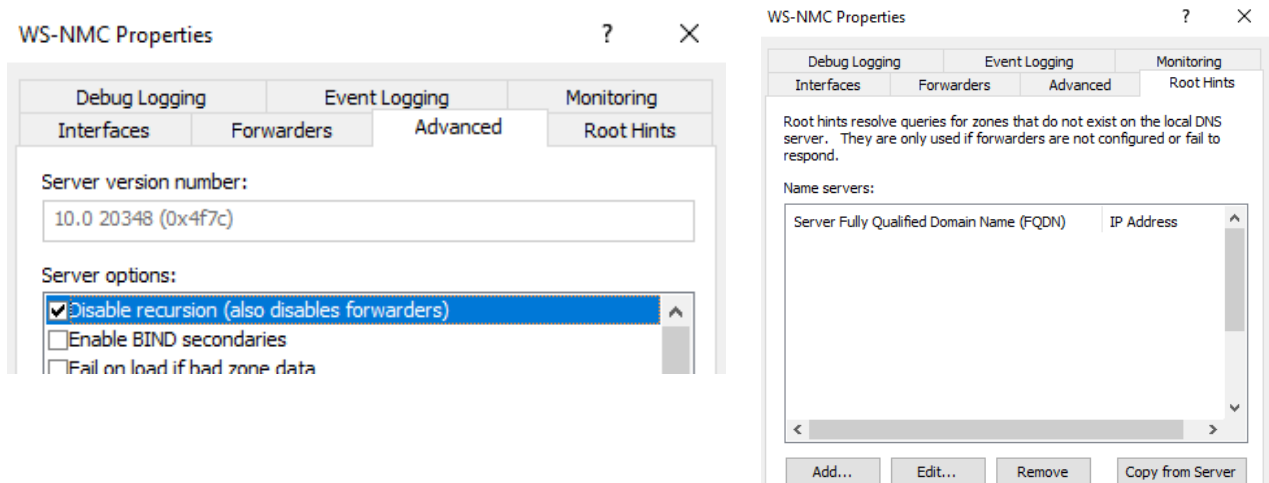 WS-NMC Properties ? ×
Debug Logging Event Logging Monitoring
Interfaces Forwarders Advanced Root Hints
Server version number:
10.0 20348 (0x4f7c)
Server options:
Disable recursion (also disables forwarders)
Enable BIND secondaries
Fail on load if bad zone data
WS-NMC Properties ? ×
Debug Logging Event Logging Monitoring
Interfaces Forwarders Advanced Root Hints
Root hints resolve queries for zones that do not exist on the local DNS
server. They are only used if forwarders are not configured or fail to
respond.
Name servers:
Server Fully Qualified Domain Name (FQDN) IP Address
Add... Edit... Remove Copy from Server